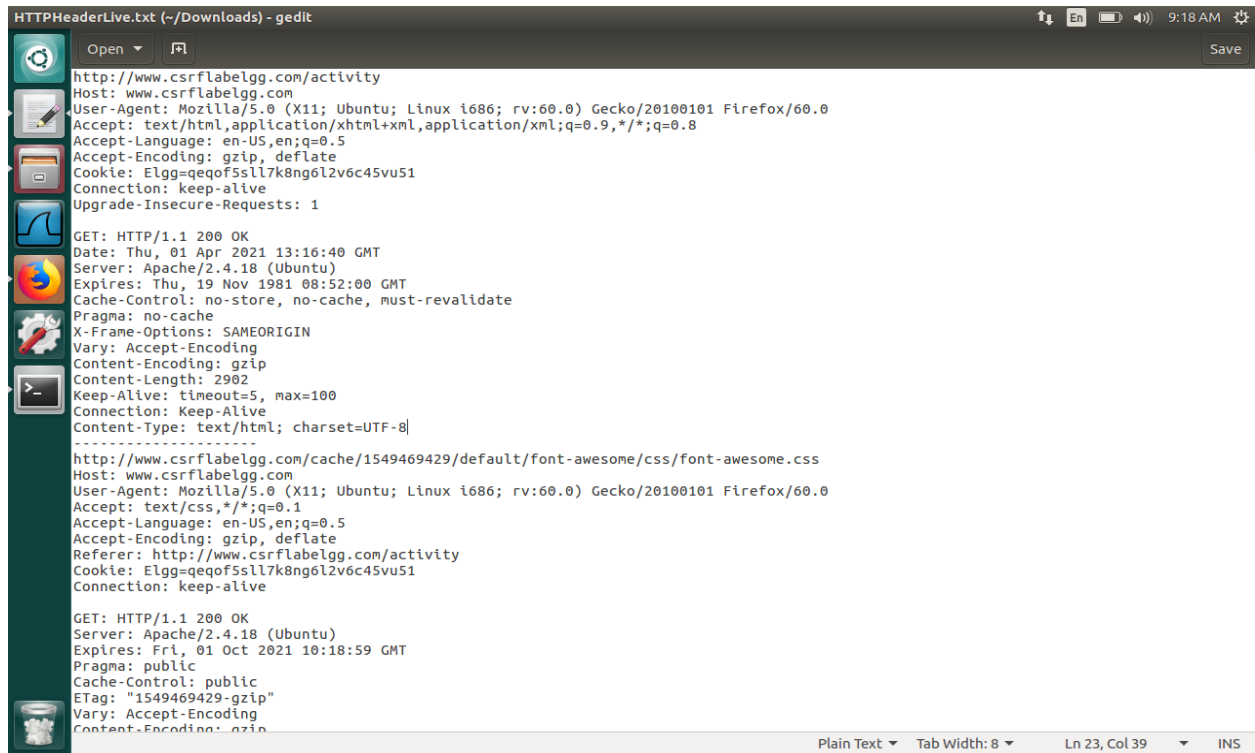 HTTPHeaderLive.txt (~/Downloads) - gedit
En
9:18 AM
Open
Save
http://www.csrflabelgg.com/activity
Host: www.csrflabelgg.com
User-Agent: Mozilla/5.0 (X11; Ubuntu; Linux i686; rv:60.0) Gecko/20100101 Firefox/60.0
Accept: text/html,application/xhtml+xml,application/xml;q=0.9,*/*;q=0.8
Accept-Language: en-US,en;q=0.5
Accept-Encoding: gzip, deflate
Cookie: Elgg=qeqof5sll7k8ng6l2v6c45vu51
Connection: keep-alive
Upgrade-Insecure-Requests: 1

GET: HTTP/1.1 200 OK
Date: Thu, 01 Apr 2021 13:16:40 GMT
Server: Apache/2.4.18 (Ubuntu)
Expires: Thu, 19 Nov 1981 08:52:00 GMT
Cache-Control: no-store, no-cache, must-revalidate
Pragma: no-cache
X-Frame-Options: SAMEORIGIN
Vary: Accept-Encoding
Content-Encoding: gzip
Content-Length: 2902
Keep-Alive: timeout=5, max=100
Connection: Keep-Alive
Content-Type: text/html; charset=UTF-8
---------------------
http://www.csrflabelgg.com/cache/1549469429/default/font-awesome/css/font-awesome.css
Host: www.csrflabelgg.com
User-Agent: Mozilla/5.0 (X11; Ubuntu; Linux i686; rv:60.0) Gecko/20100101 Firefox/60.0
Accept: text/css,*/*;q=0.1
Accept-Language: en-US,en;q=0.5
Accept-Encoding: gzip, deflate
Referer: http://www.csrflabelgg.com/activity
Cookie: Elgg=qeqof5sll7k8ng6l2v6c45vu51
Connection: keep-alive

GET: HTTP/1.1 200 OK
Server: Apache/2.4.18 (Ubuntu)
Expires: Fri, 01 Oct 2021 10:18:59 GMT
Pragma: public
Cache-Control: public
ETag: "1549469429-gzip"
Vary: Accept-Encoding
Content-Encoding: gzip
Plain Text
Tab Width: 8
Ln 23, Col 39
INS